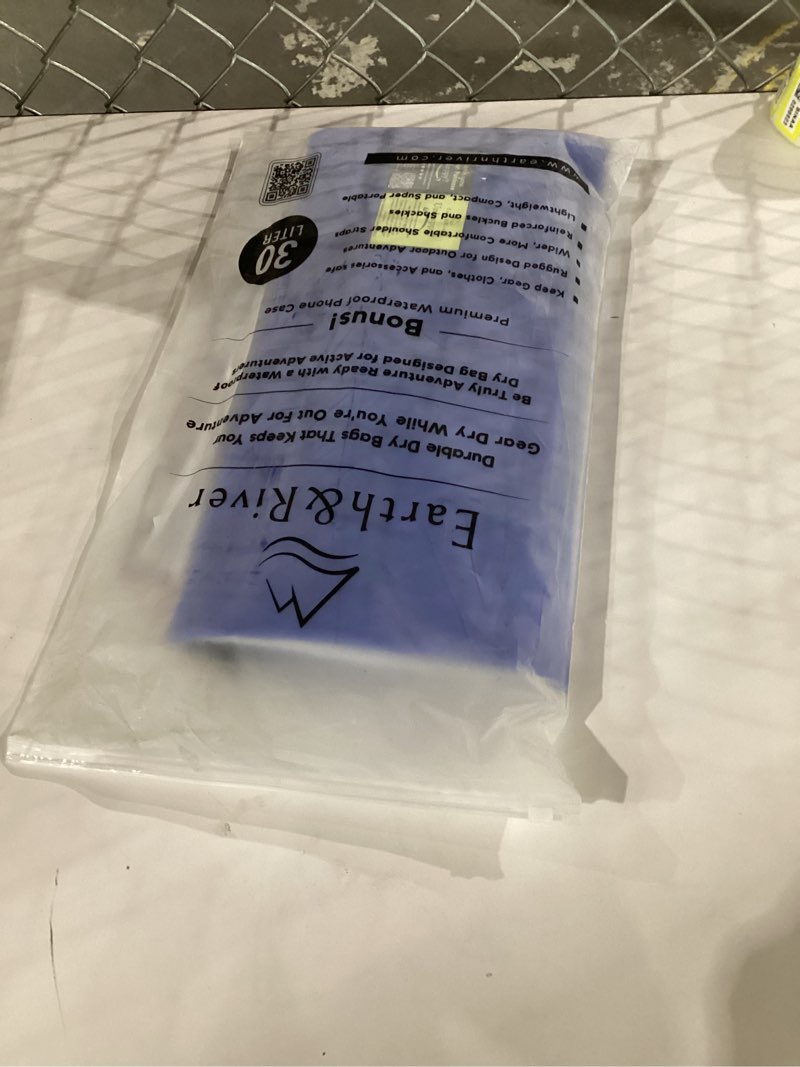 Earth&River
Durable Dry Bags That Keeps Your
Gear Dry While You're Out For Adventure
Be Truly Adventure Ready with a Waterproof
Dry Bag Designed for Active Adventurers
Bonus!
Premium Waterproof Phone Case
Keep Gear, Clothes, and Accessories safe
Rugged Design for Outdoor Adventures
Wider, More Comfortable Shoulder Straps
Reinforced Buckles and Shackles
Lightweight, Compact, and Super Portable
30
LITER
www.earthnriver.com